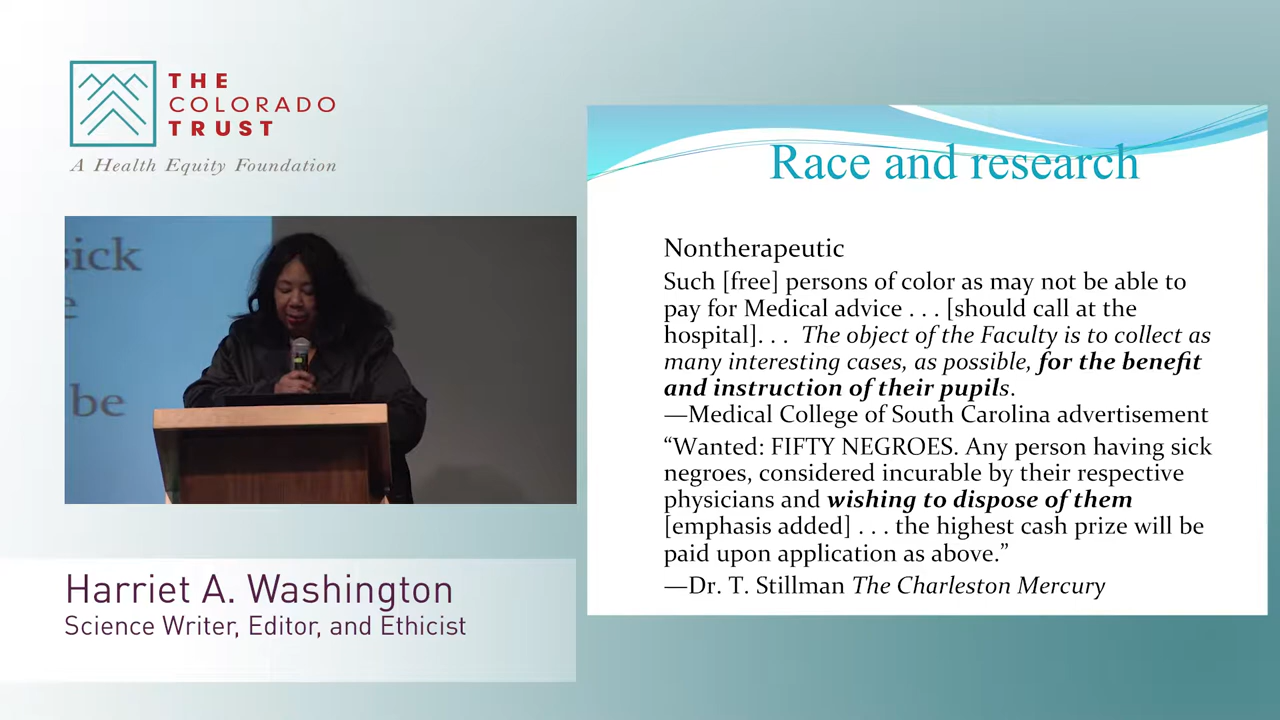 THE
COLORADO
TRUST
A Health Equity Foundation
sick
e
be
Harriet A. Washington
Science Writer, Editor, and Ethicist
Race and research
Nontherapeutic
Such [free] persons of color as may not be able to
pay for Medical advice . . . [should call at the
hospital]. . . The object of the Faculty is to collect as
many interesting cases, as possible, for the benefit
and instruction of their pupils.
—Medical College of South Carolina advertisement
“Wanted: FIFTY NEGROES. Any person having sick
negroes, considered incurable by their respective
physicians and wishing to dispose of them
[emphasis added] . . . the highest cash prize will be
paid upon application as above.”
—Dr. T. Stillman The Charleston Mercury